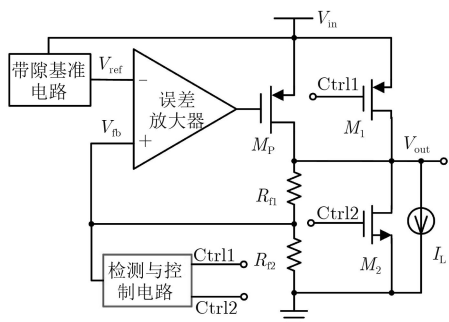 V_in
带隙基准
电路
V_ref
−
误差
放大器
V_fb
+
M_P
Ctrl1
M_1
V_out
R_f1
Ctrl2
M_2
I_L
R_f2
检测与控
制电路
Ctrl1
Ctrl2